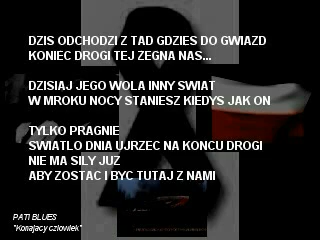 DZIS ODCHODZI Z TAD GDZIES DO GWIAZD
KONIEC DROGI TEJ ZEGNA NAS...
DZISIAJ JEGO WOLA INNY SWIAT
W MROKU NOCY STANIESZ KIEDYS JAK ON
TYLKO PRAGNIE
SWIATLO DNIA UJRZEC NA KONCU DROGI
NIE MA SILY JUZ
ABY ZOSTAC I BYC TUTAJ Z NAMI
PATI BLUES
"Konajacy czlowiek"